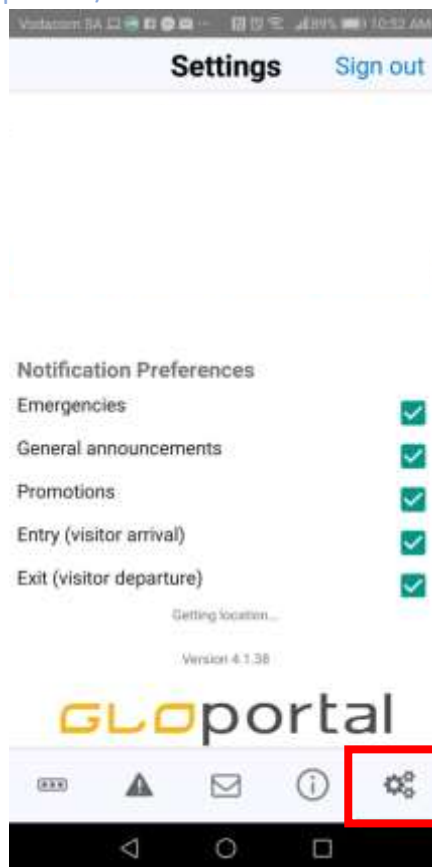 Vodacom SA 89% 10:52 AM
Settings Sign out
Notification Preferences
Emergencies
General announcements
Promotions
Entry (visitor arrival)
Exit (visitor departure)
Getting location...
Version 4.1.38
GLOportal